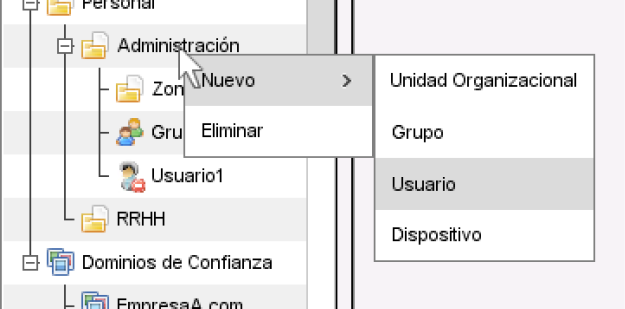 Personal
Administración
Nuevo >
Unidad Organizacional
Zon
Gru
Eliminar
Grupo
Usuario1
Usuario
RRHH
Dispositivo
Dominios de Confianza
EmpresaA.com